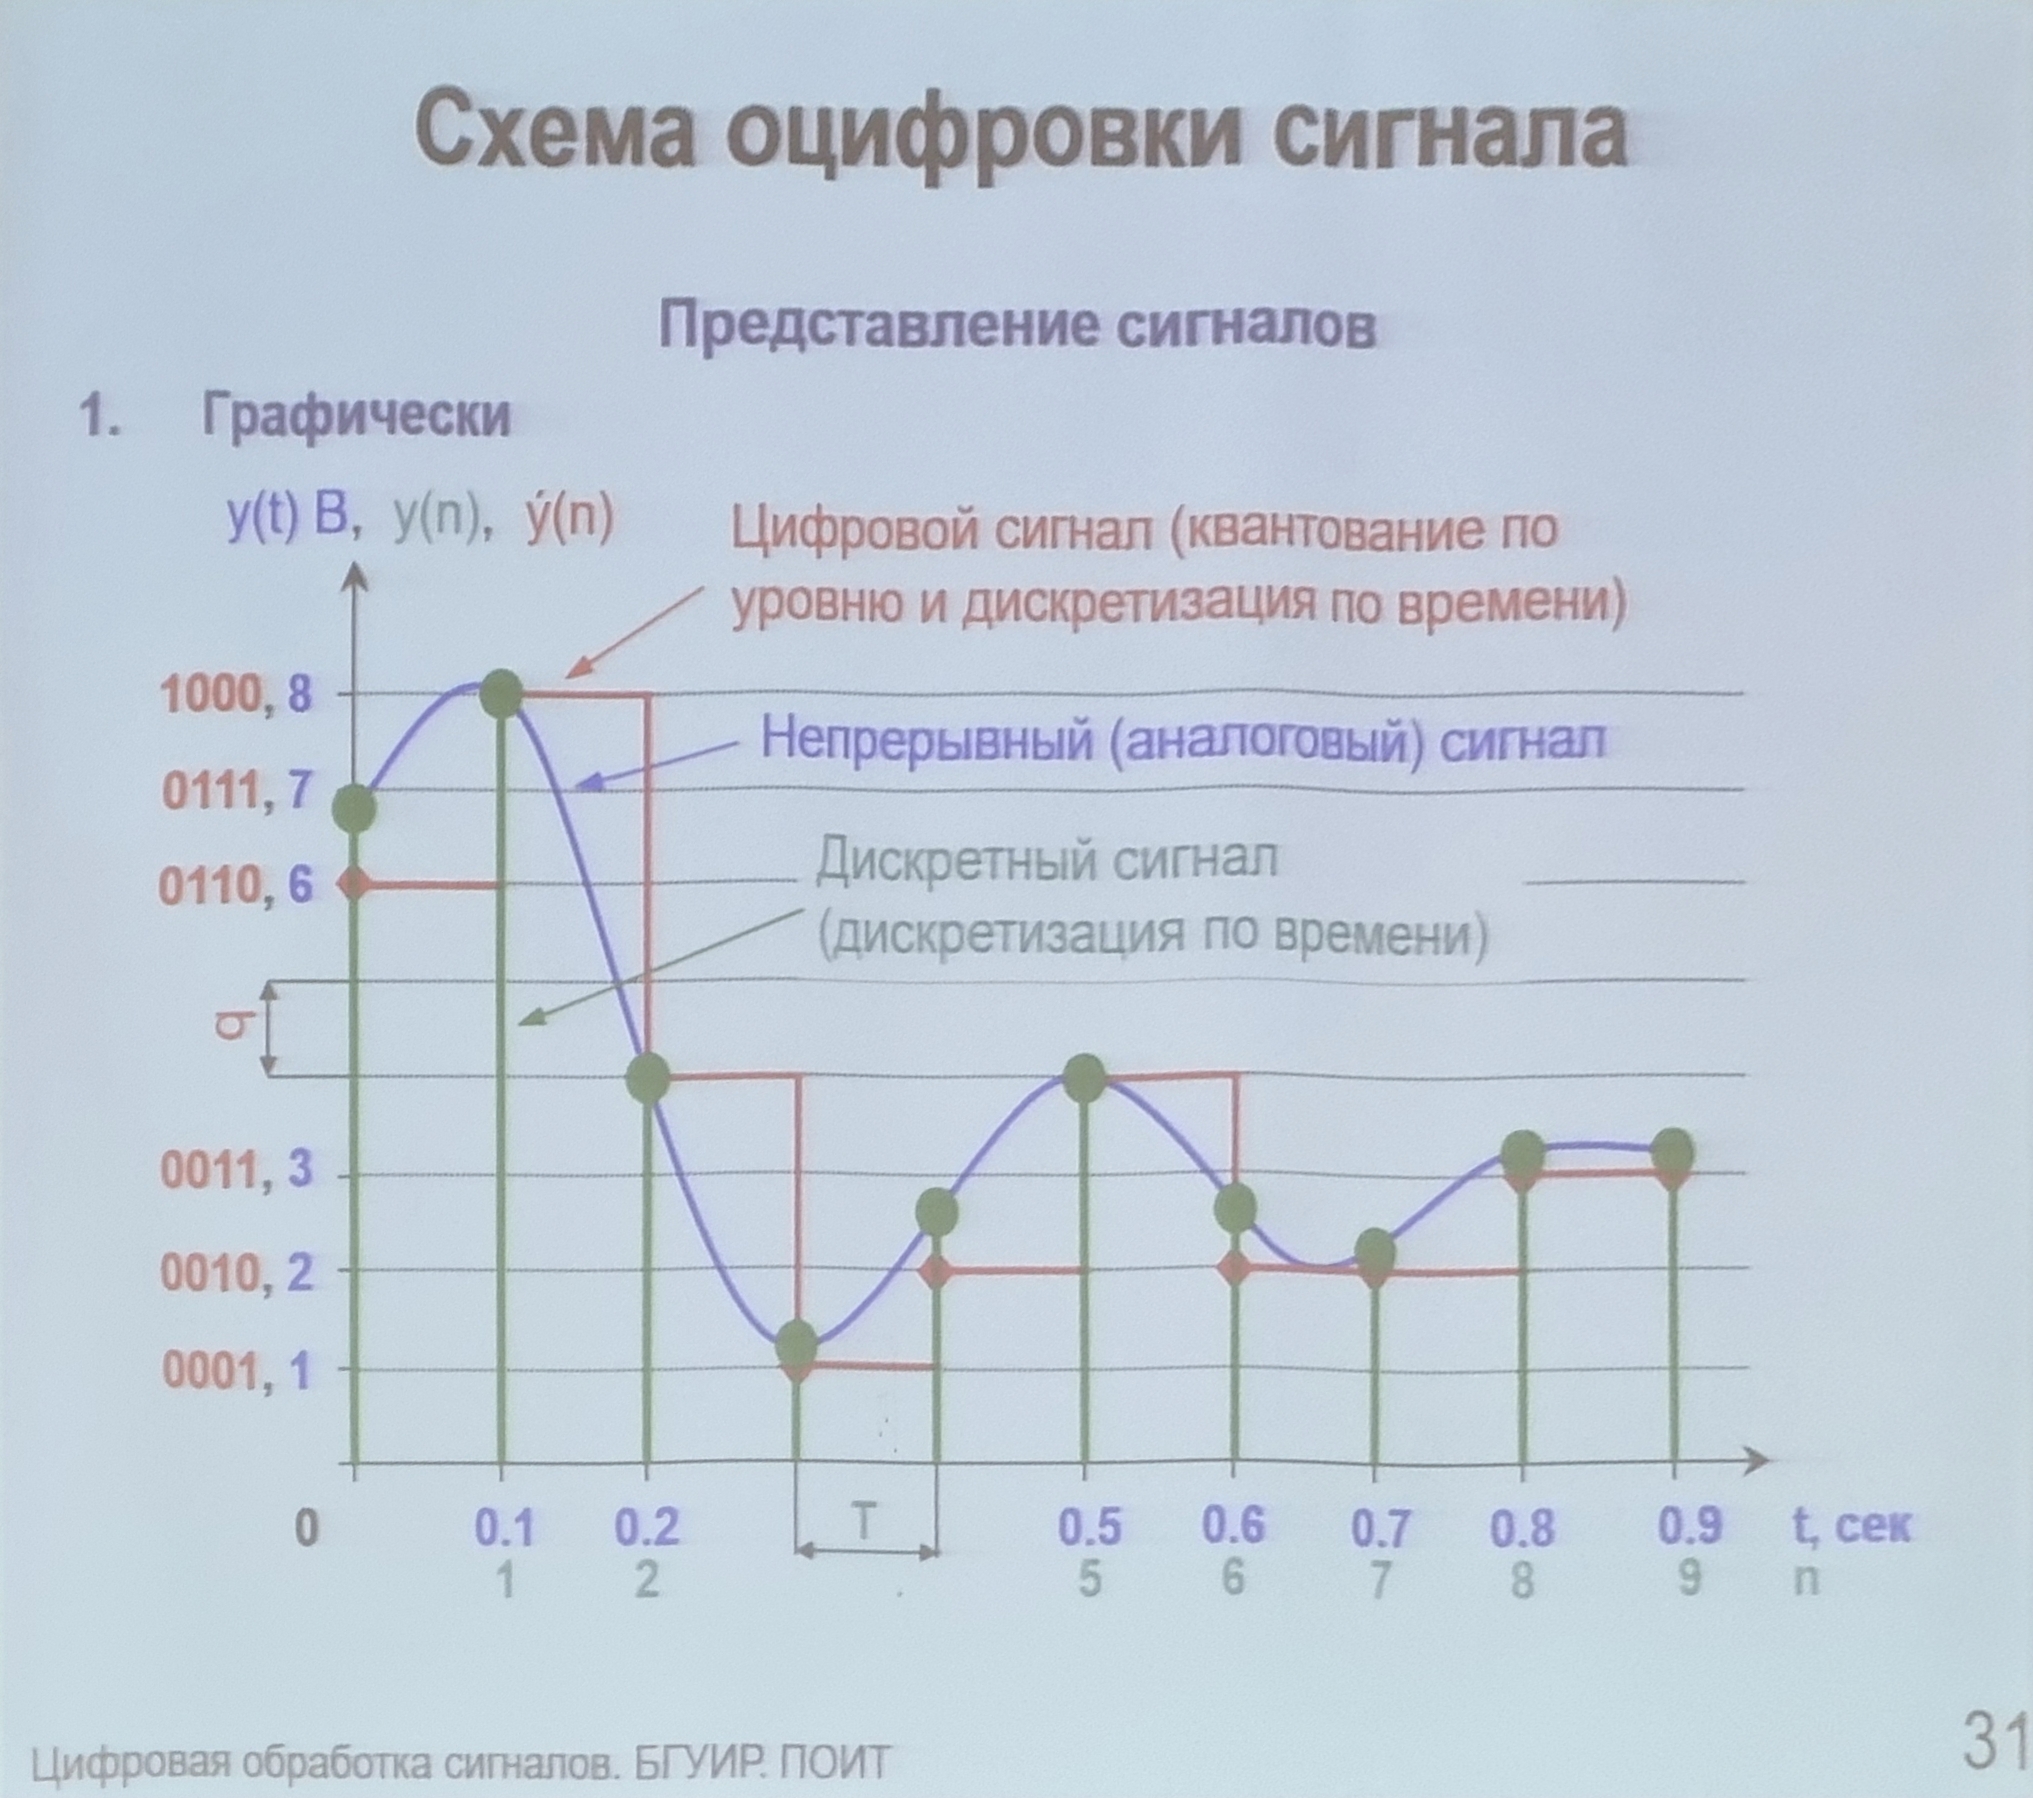 Схема оцифровки сигнала
Представление сигналов
1. Графически
y(t) В, y(n), ý(n)
Цифровой сигнал (квантование по
уровню и дискретизация по времени)
1000, 8
Непрерывный (аналоговый) сигнал
0111, 7
Дискретный сигнал
0110, 6
(дискретизация по времени)
q
0011, 3
0010, 2
0001, 1
0 0.1 0.2 T 0.5 0.6 0.7 0.8 0.9 t, сек
1 2 5 6 7 8 9 n
Цифровая обработка сигналов. БГУИР. ПОИТ
31